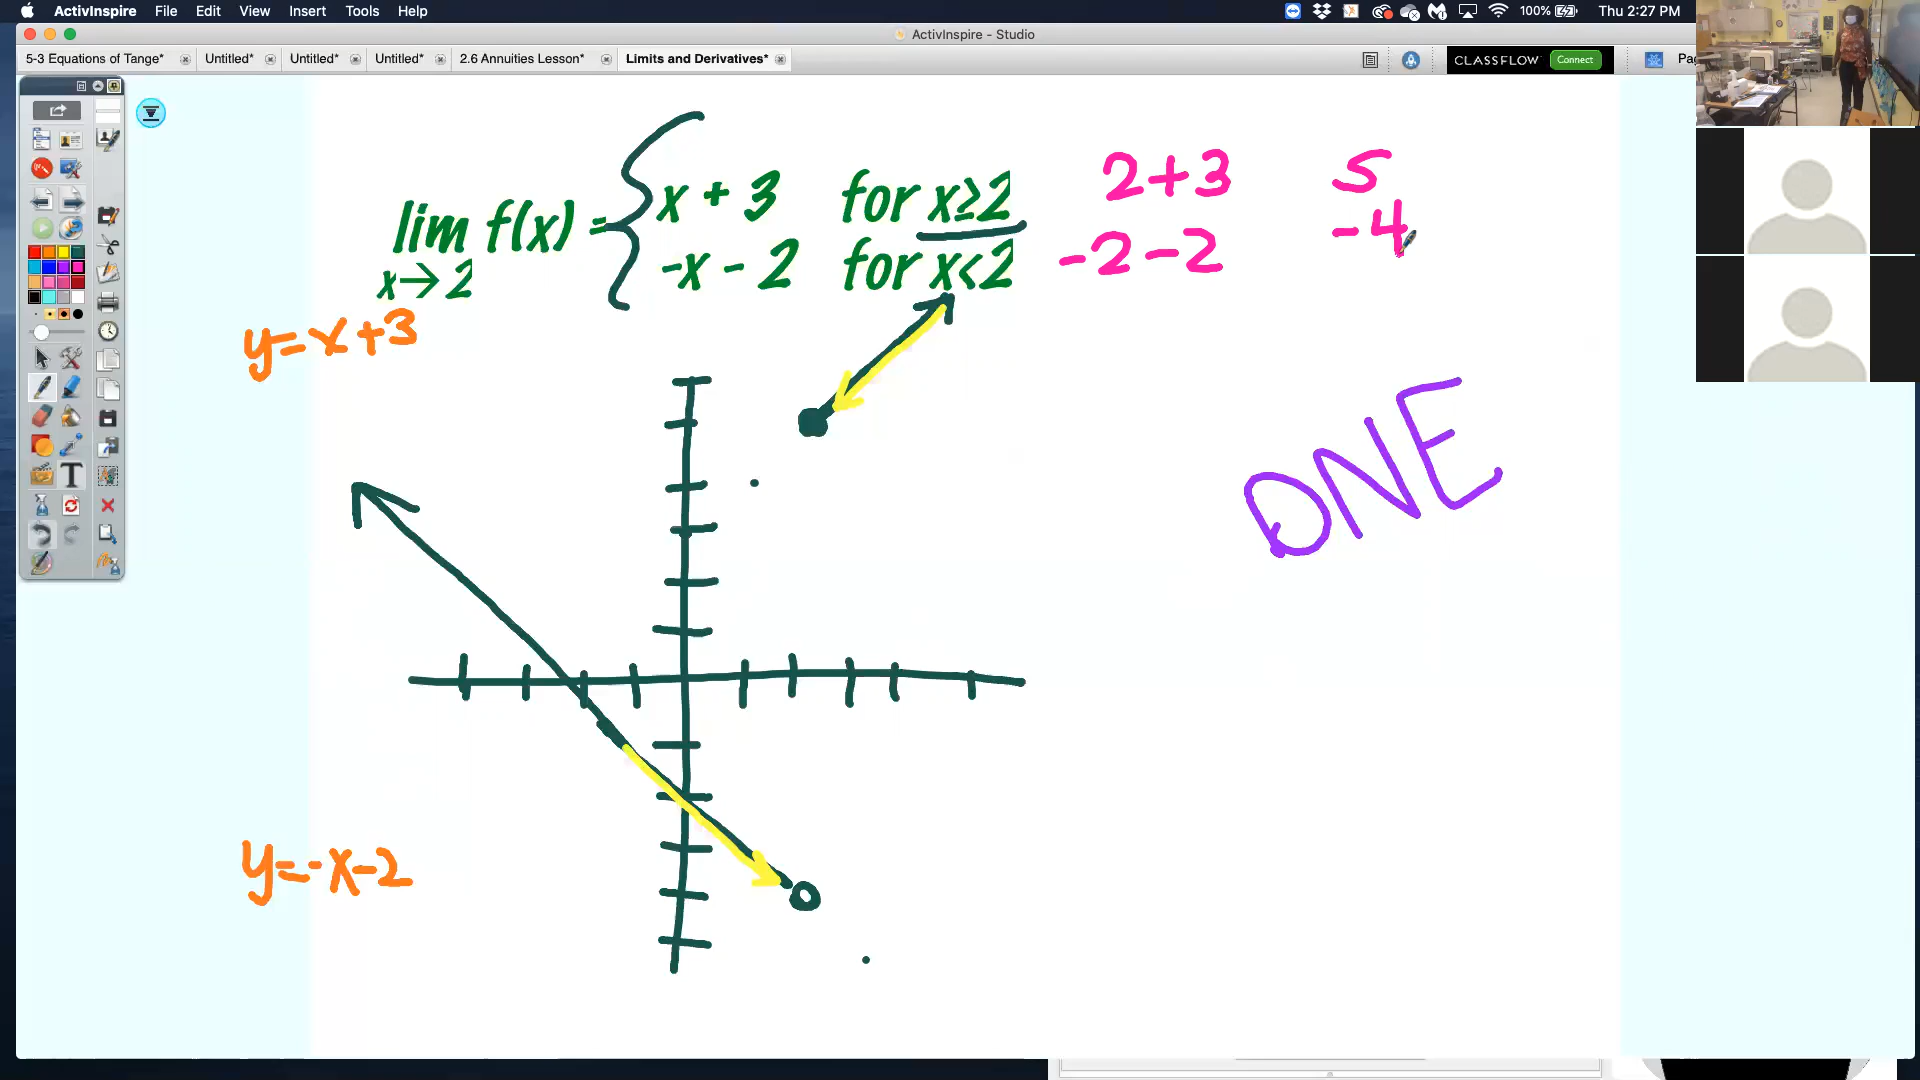 ActivInspire File Edit View Insert Tools Help 100% Thu 2:27 PM
ActivInspire - Studio
5-3 Equations of Tange* Untitled* Untitled* Untitled* 2.6 Annuities Lesson* Limits and Derivatives* CLASSFLOW Connect
lim f(x) = { x + 3 for x≥2 2+3 5
x→2 -x - 2 for x<2 -2-2 -4
y=x+3
ONE
y=-x-2
T